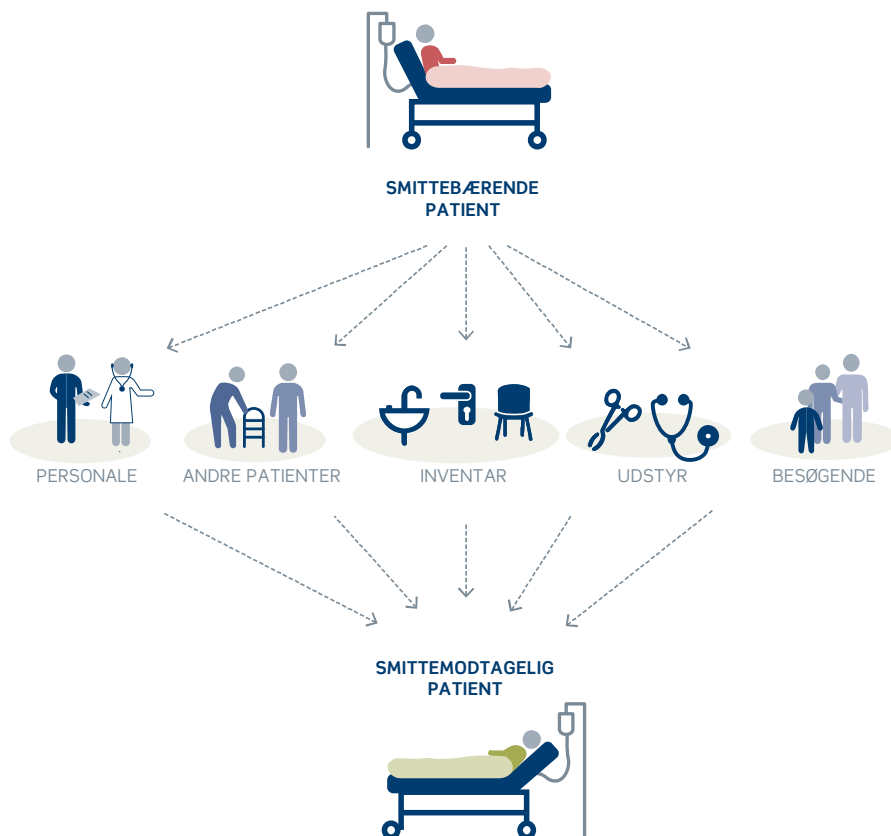 SMITTEBÆRENDE
PATIENT
PERSONALE
ANDRE PATIENTER
INVENTAR
UDSTYR
BESØGENDE
SMITTEMODTAGELIG
PATIENT